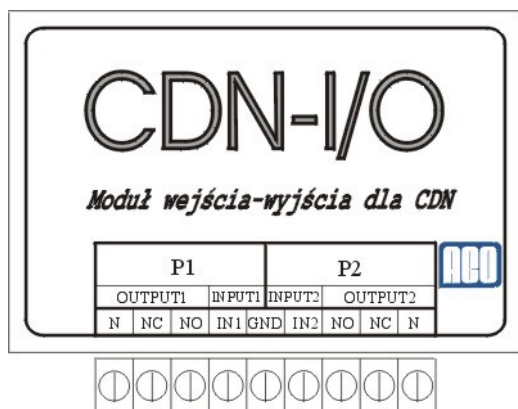 CDN-I/O
Moduł wejścia-wyjścia dla CDN
P1 P2
ACO
OUTPUT1 INPUT1 INPUT2 OUTPUT2
N NC NO IN1 GND IN2 NO NC N